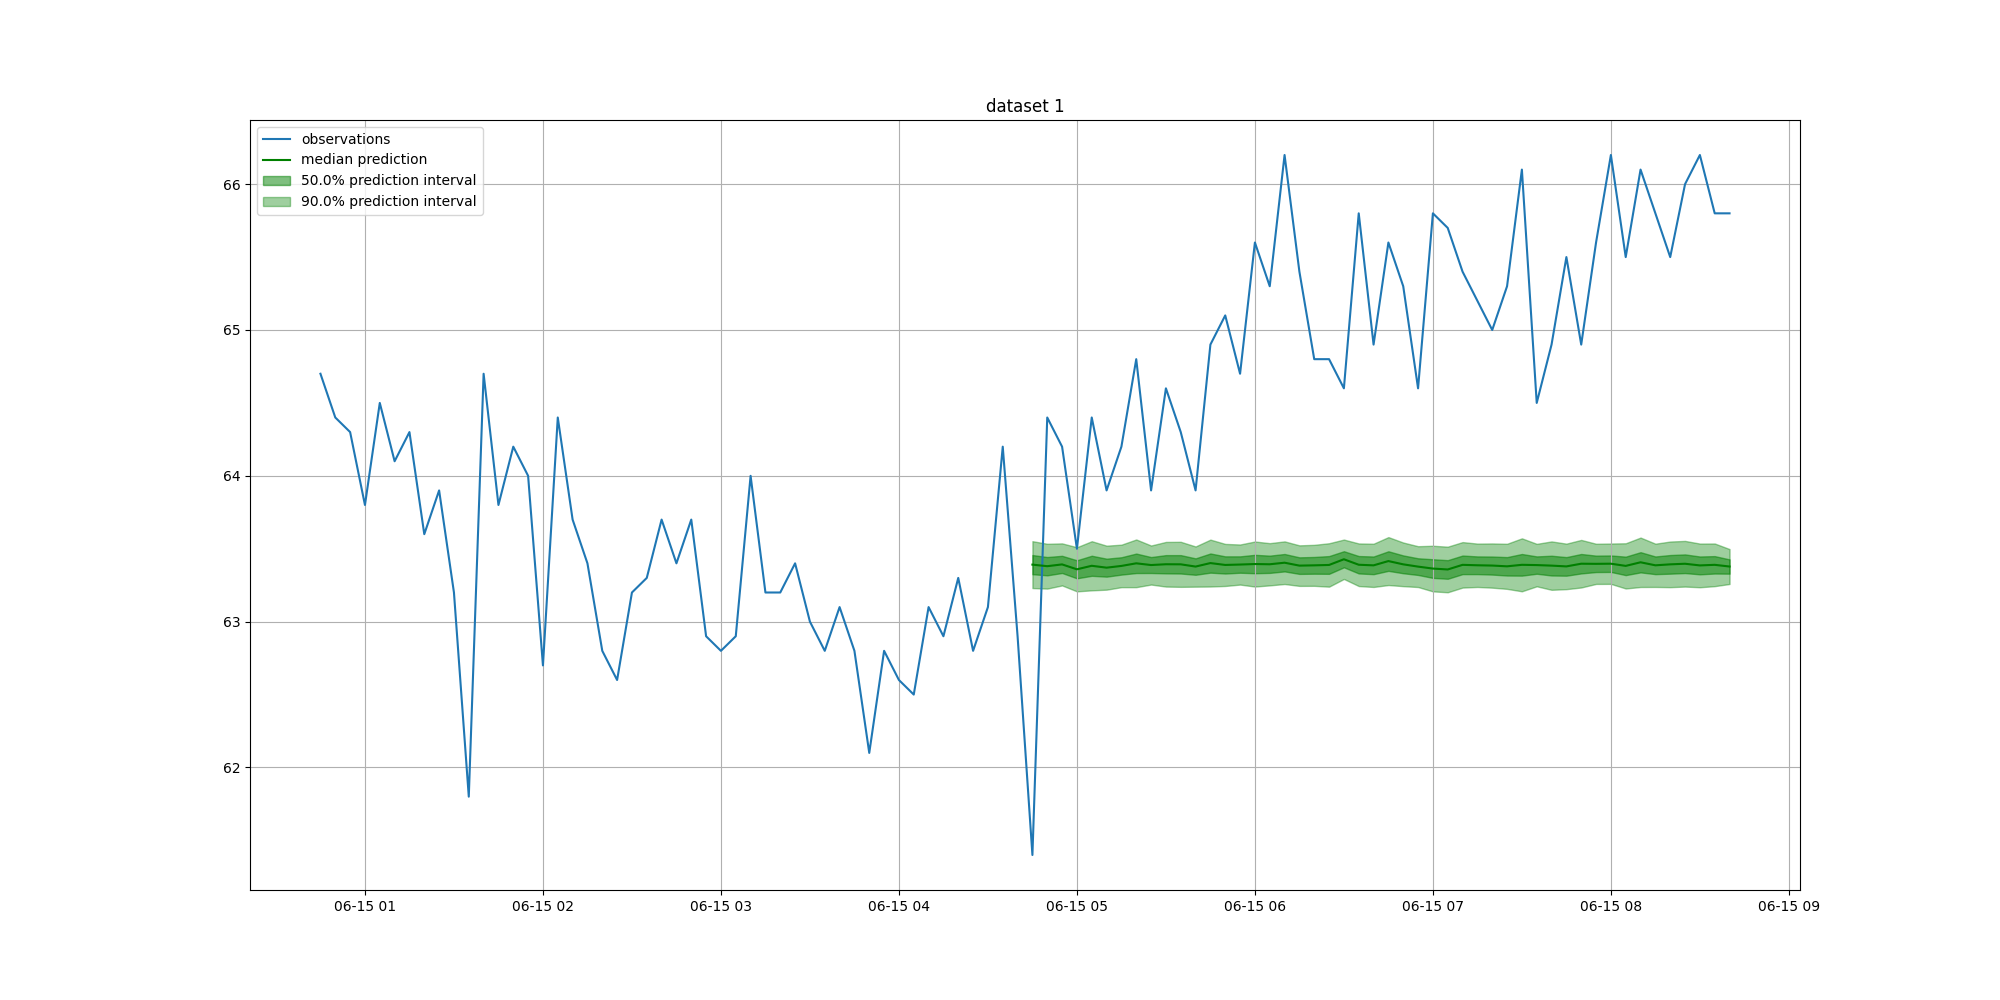 dataset 1
observations
median prediction
50.0% prediction interval
90.0% prediction interval
66
65
64
63
62
06-15 01
06-15 02
06-15 03
06-15 04
06-15 05
06-15 06
06-15 07
06-15 08
06-15 09